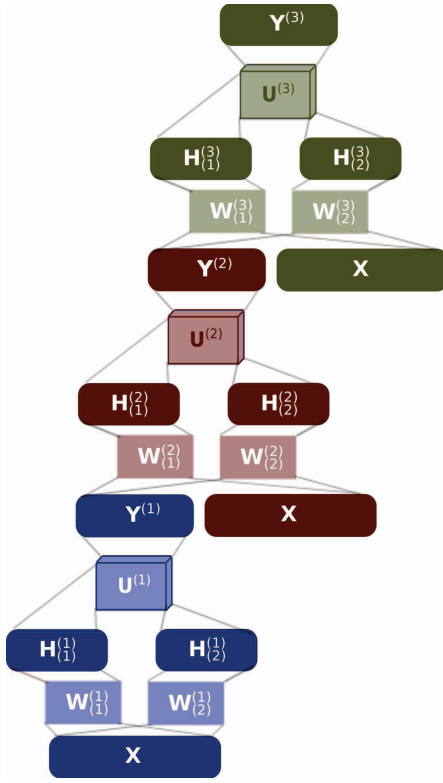 Y^(3)
U^(3)
H^(3)_(1) H^(3)_(2)
W^(3)_(1) W^(3)_(2)
Y^(2) X
U^(2)
H^(2)_(1) H^(2)_(2)
W^(2)_(1) W^(2)_(2)
Y^(1) X
U^(1)
H^(1)_(1) H^(1)_(2)
W^(1)_(1) W^(1)_(2)
X